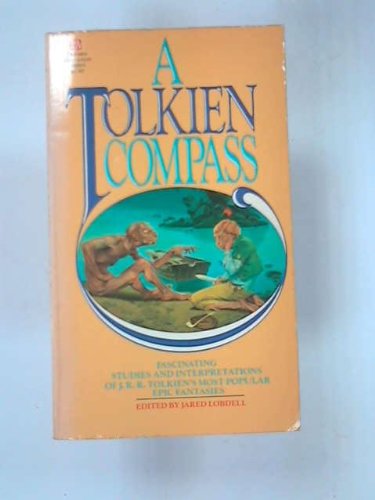 A
TOLKIEN
COMPASS
FASCINATING
STUDIES AND INTERPRETATIONS
OF J. R. R. TOLKIEN'S MOST POPULAR
EPIC FANTASIES
EDITED BY JARED LOBDELL